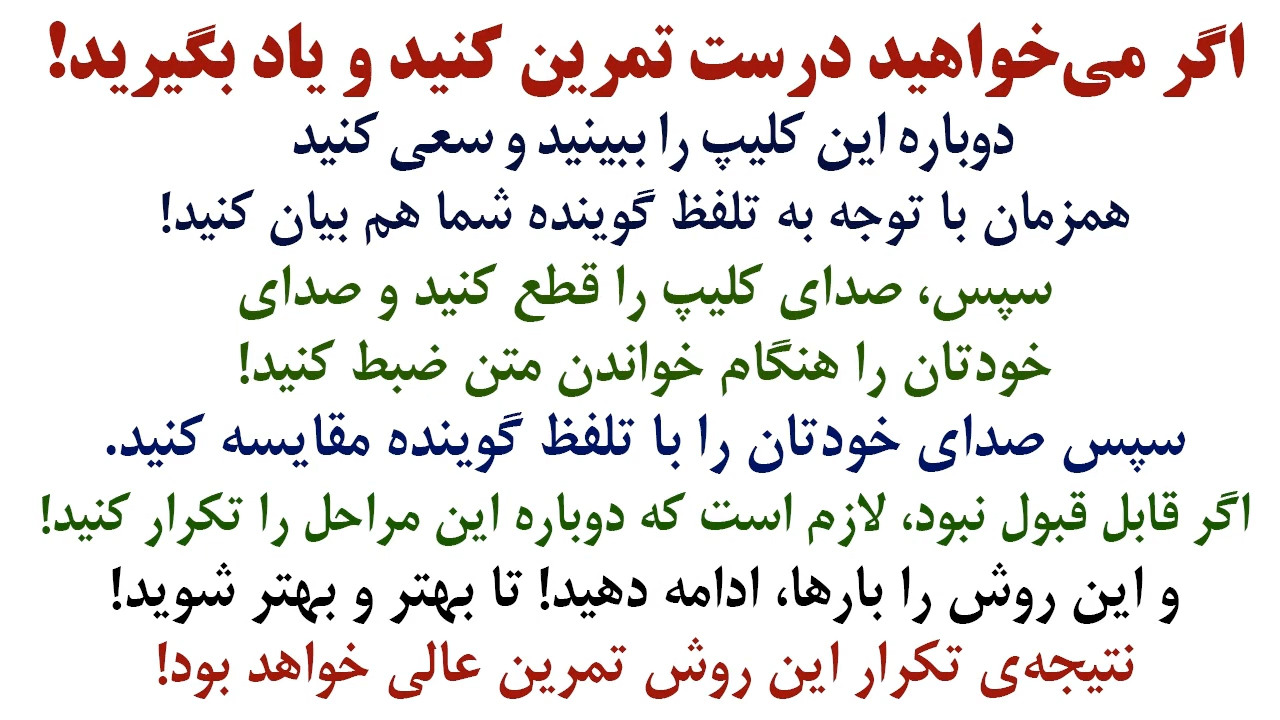 اگر می‌خواهید درست تمرین کنید و یاد بگیرید!
دوباره این کلیپ را ببینید و سعی کنید
همزمان با توجه به تلفظ گوینده شما هم بیان کنید!
سپس، صدای کلیپ را قطع کنید و صدای
خودتان را هنگام خواندن متن ضبط کنید!
سپس صدای خودتان را با تلفظ گوینده مقایسه کنید.
اگر قابل قبول نبود، لازم است که دوباره این مراحل را تکرار کنید!
و این روش را بارها، ادامه دهید! تا بهتر و بهتر شوید!
نتیجه‌ی تکرار این روش تمرین عالی خواهد بود!